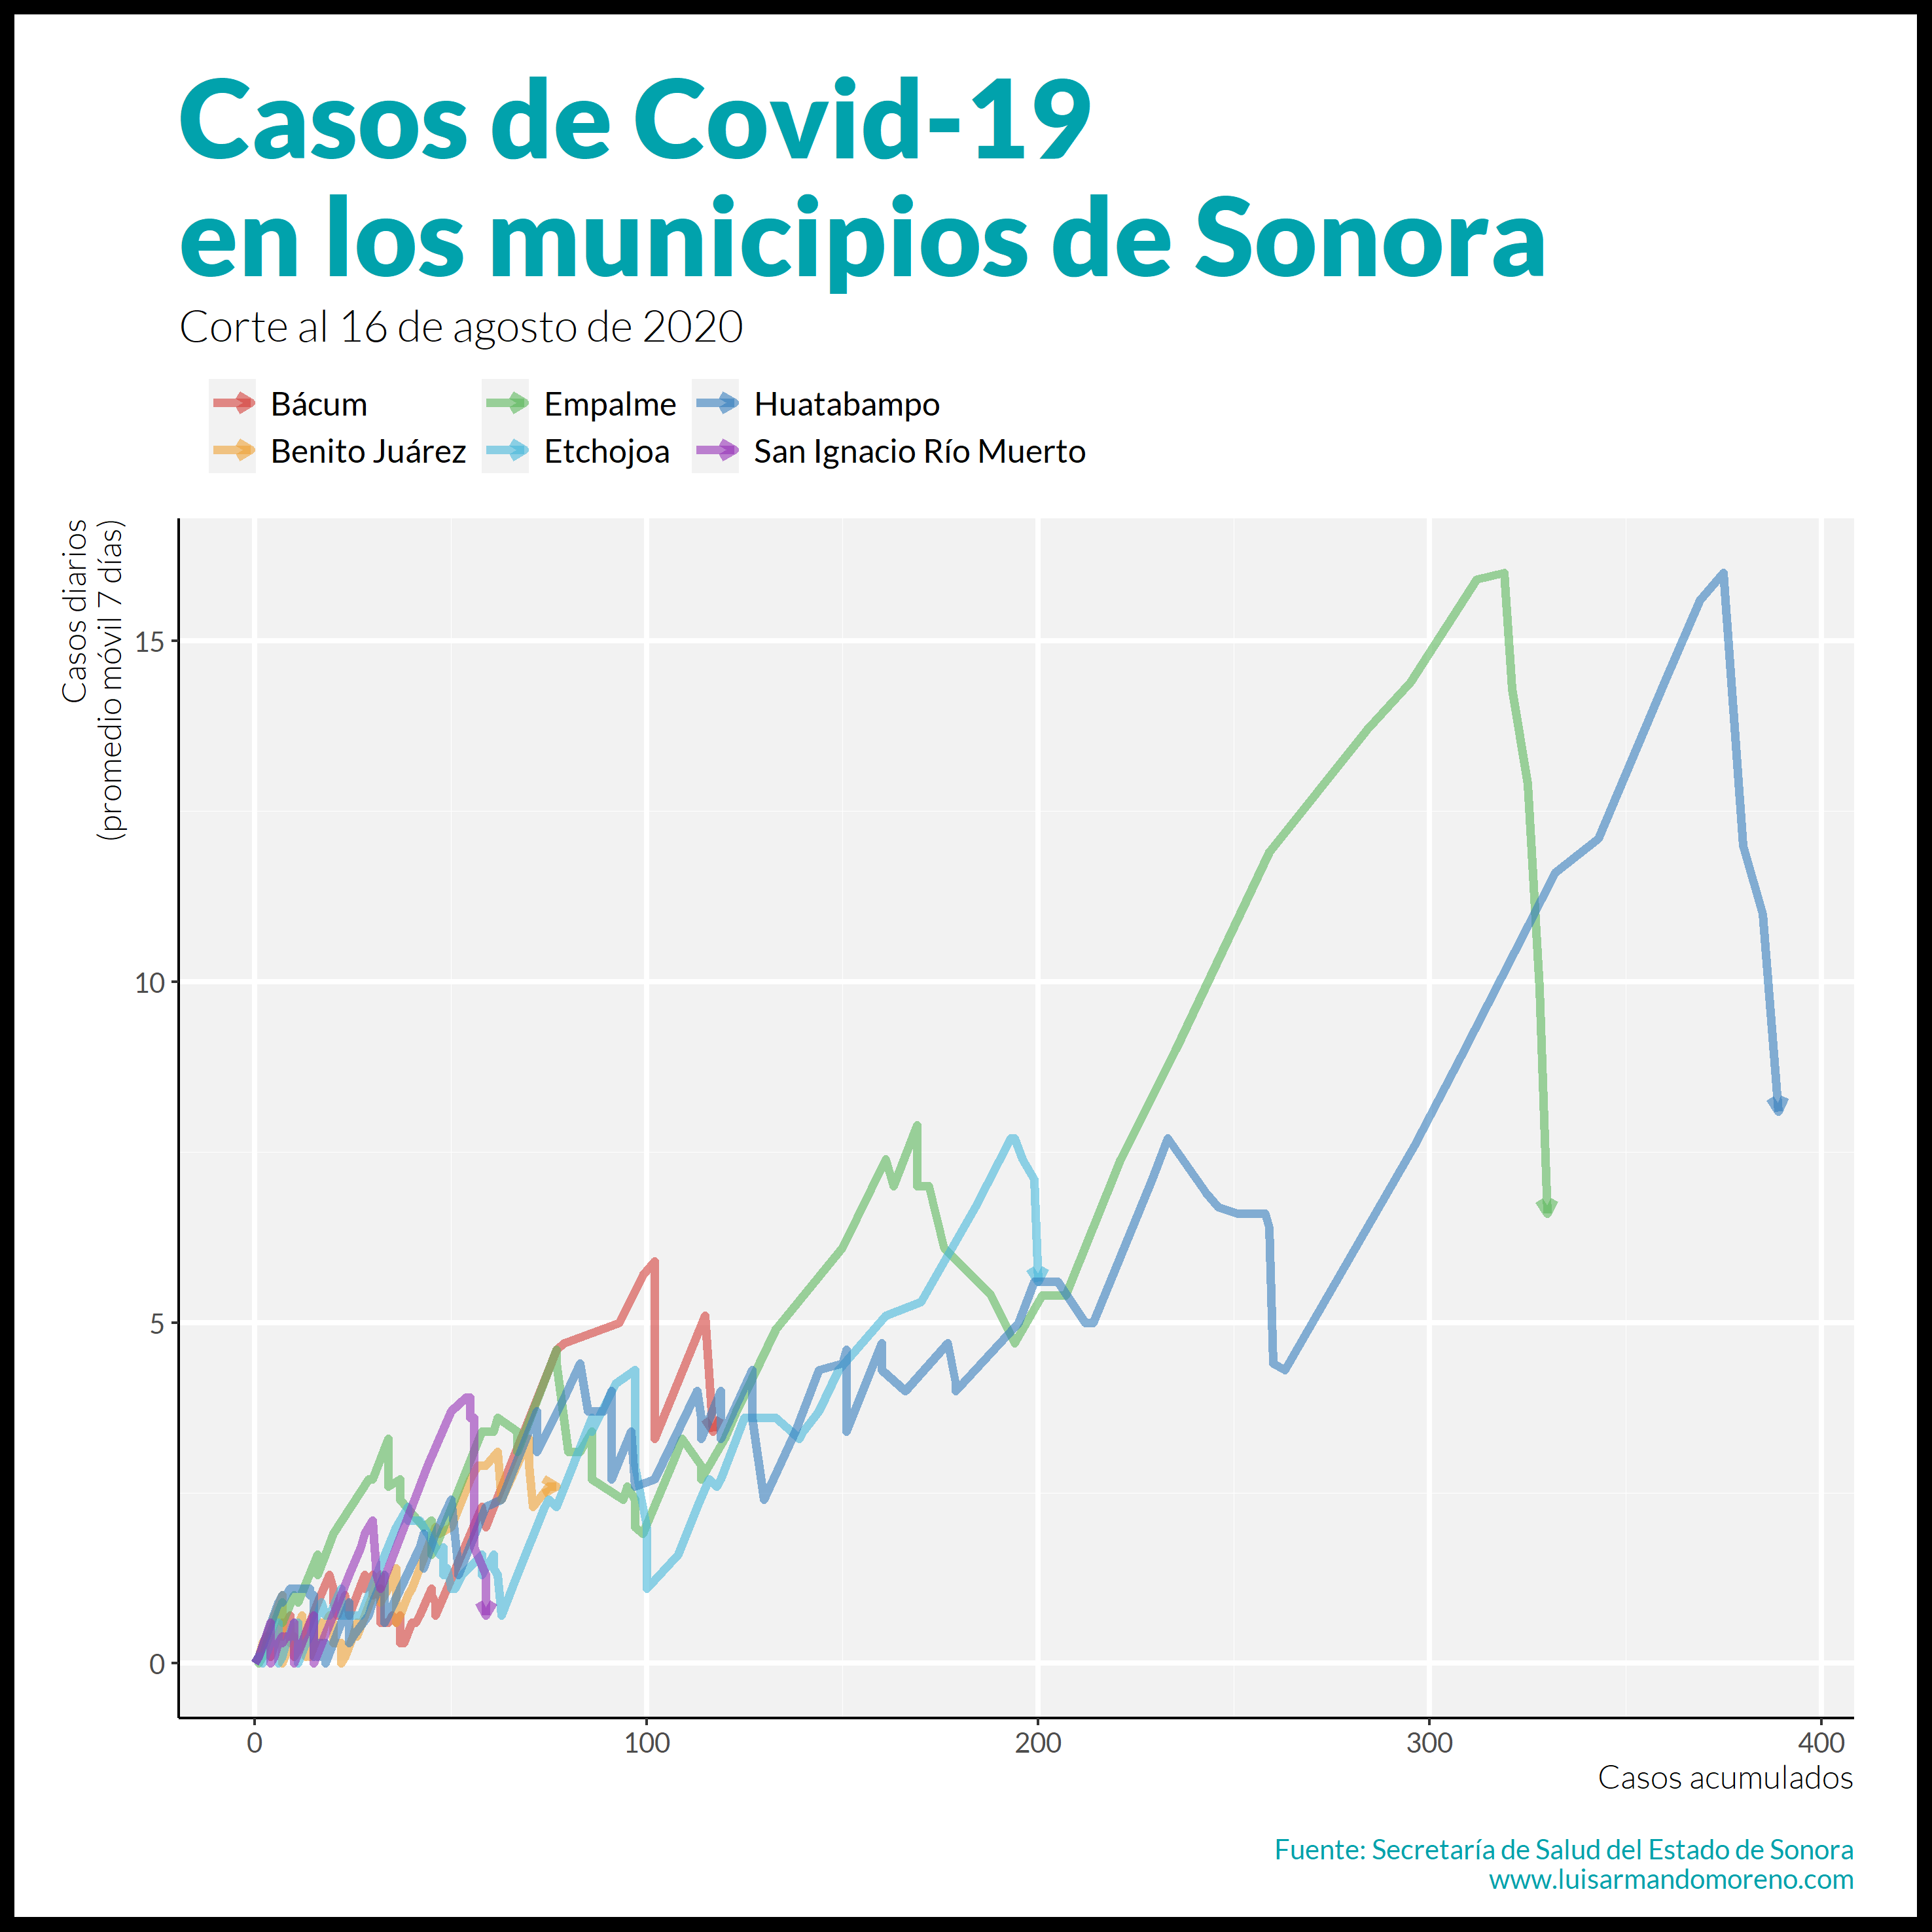 Casos de Covid-19
en los municipios de Sonora
Corte al 16 de agosto de 2020
Bácum
Empalme
Huatabampo
Benito Juárez
Etchojoa
San Ignacio Río Muerto
Casos diarios
(promedio móvil 7 días)
15
10
5
0
0
100
200
300
400
Casos acumulados
Fuente: Secretaría de Salud del Estado de Sonora
www.luisarmandomoreno.com